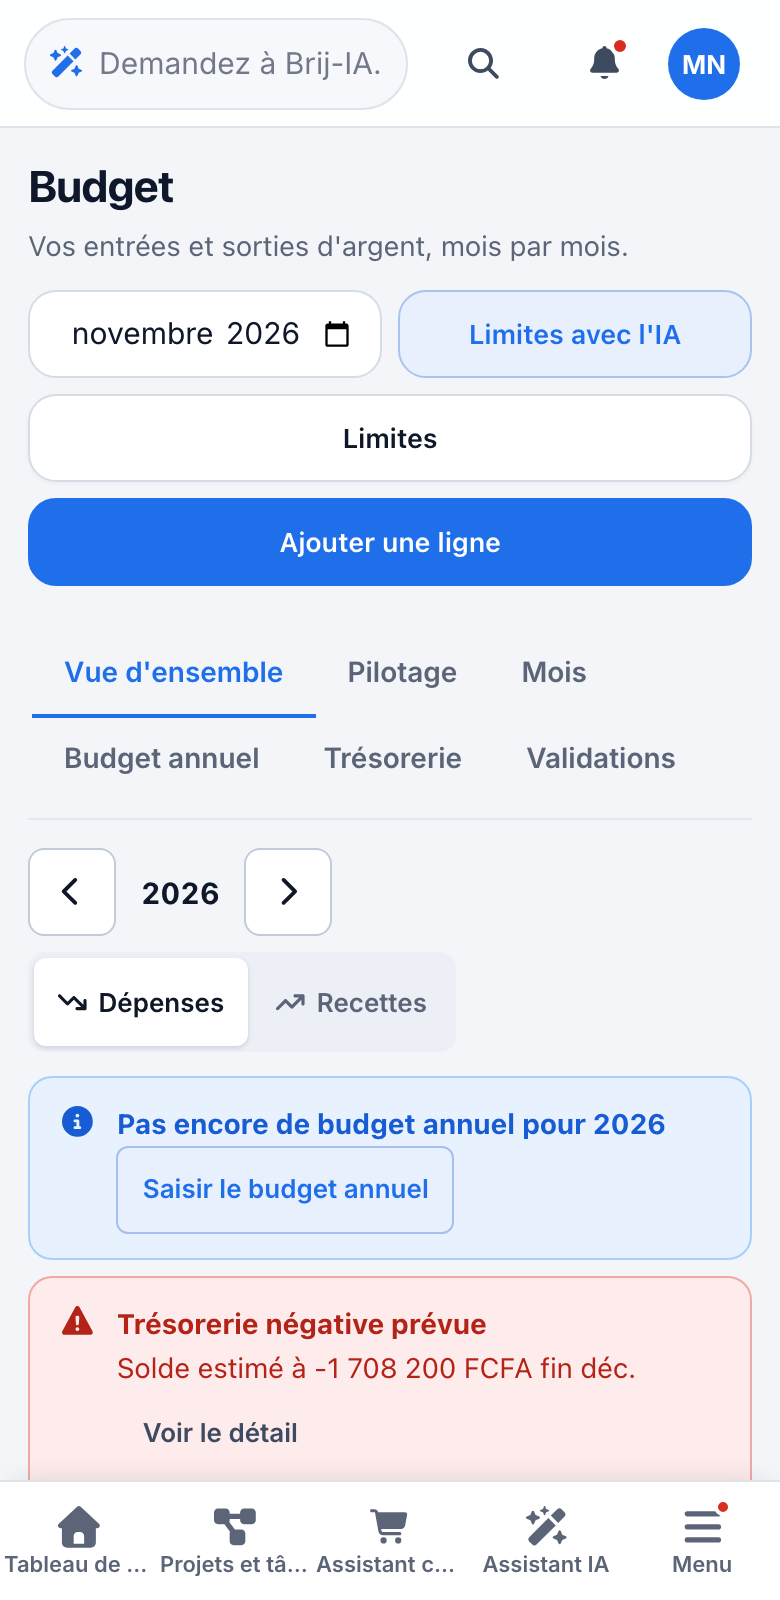 Demandez à Brij-IA.
MN
Budget
Vos entrées et sorties d'argent, mois par mois.
novembre 2026
Limites avec l'IA
Limites
Ajouter une ligne
Vue d'ensemble
Pilotage
Mois
Budget annuel
Trésorerie
Validations
2026
Dépenses
Recettes
Pas encore de budget annuel pour 2026
Saisir le budget annuel
Trésorerie négative prévue
Solde estimé à -1 708 200 FCFA fin déc.
Voir le détail
Tableau de ...
Projets et tâ...
Assistant c...
Assistant IA
Menu